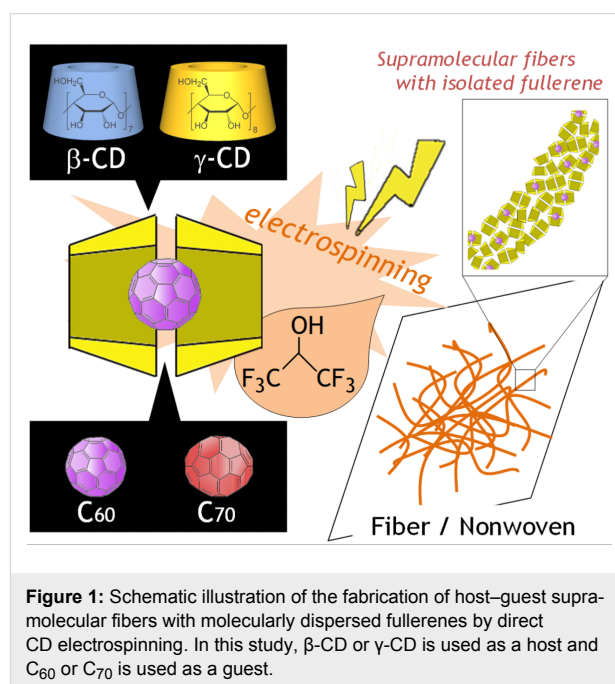 Supramolecular fibers
with isolated fullerene
HOH₂C
O
O
HO OH
7
HOH₂C
O
O
HO OH
8
β-CD
γ-CD
electrospinning
OH
F₃C CF₃
C60
C70
Fiber / Nonwoven
Figure 1: Schematic illustration of the fabrication of host–guest supra-
molecular fibers with molecularly dispersed fullerenes by direct
CD electrospinning. In this study, β-CD or γ-CD is used as a host and
C₆₀ or C₇₀ is used as a guest.